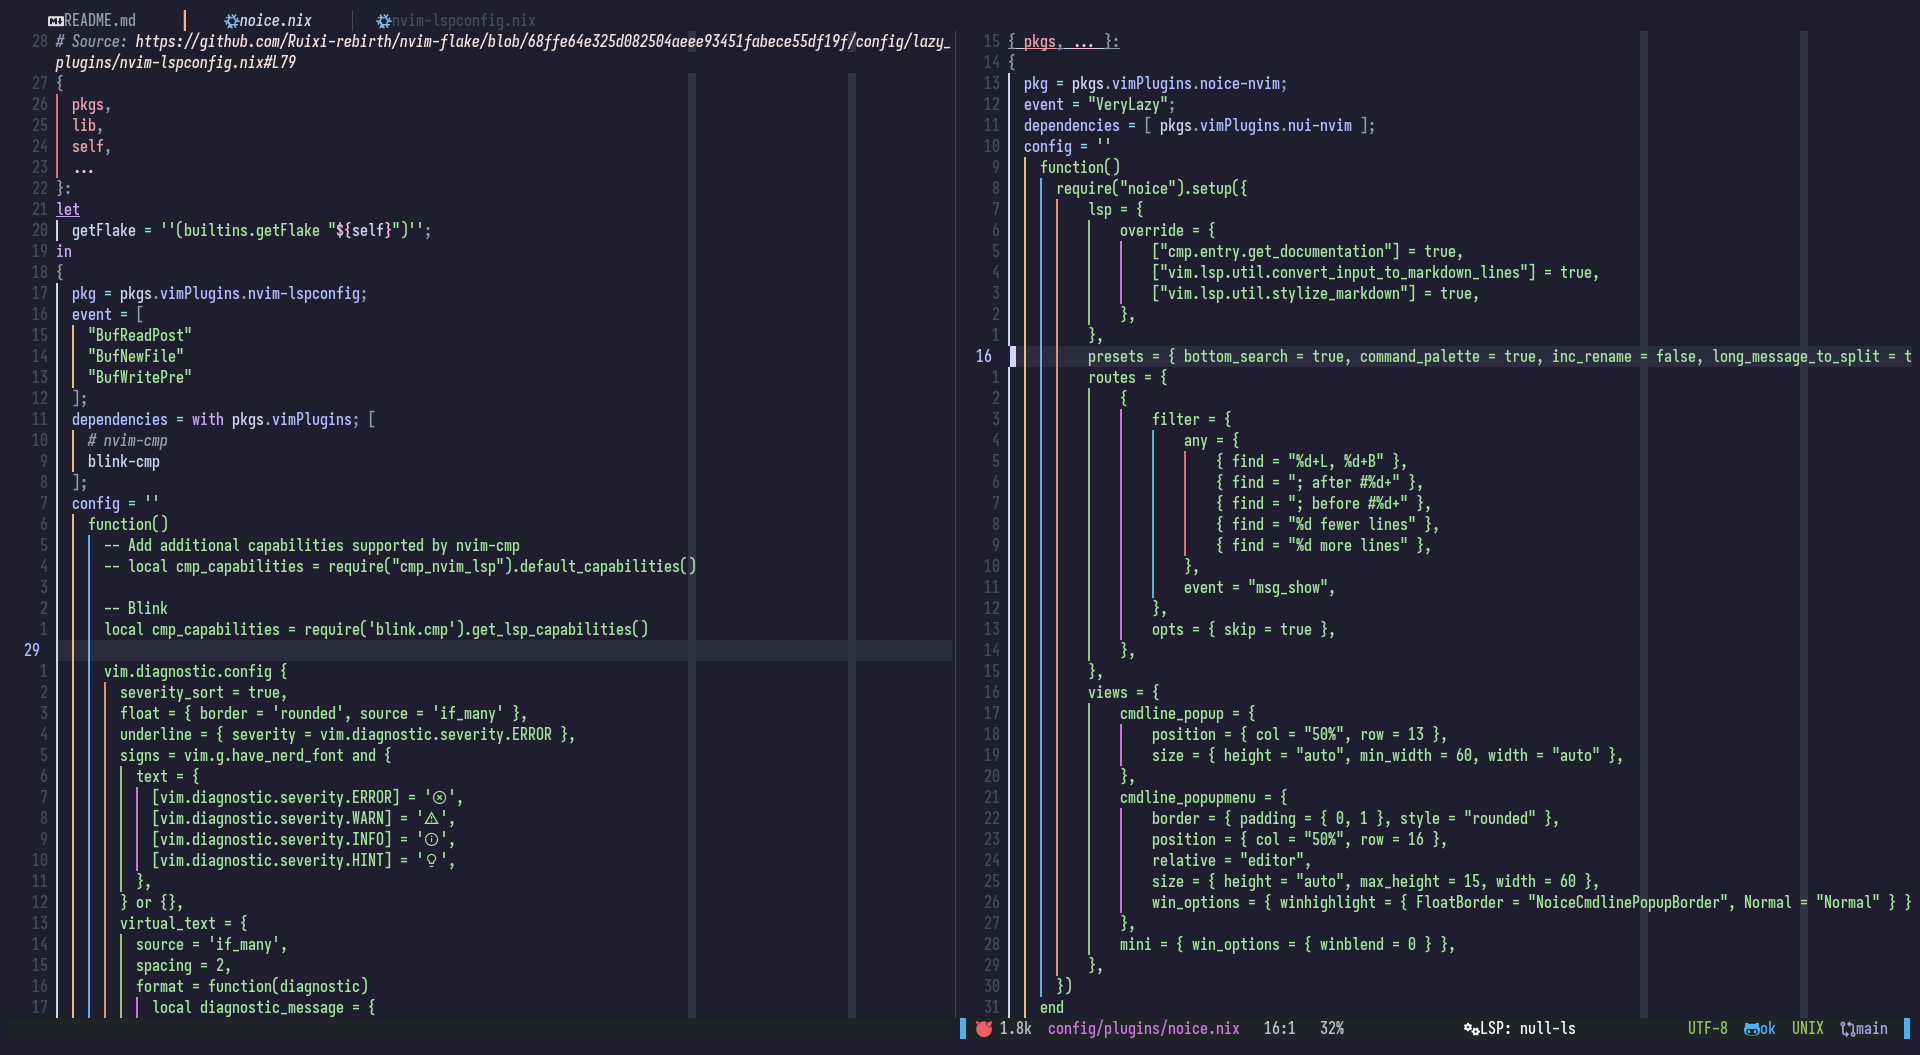 README.md noice.nix nvim-lspconfig.nix
28 # Source: https://github.com/Ruixi-rebirth/nvim-flake/blob/68ffe64e325d082504aeee93451fabece55df19f/config/lazy_
plugins/nvim-lspconfig.nix#L79
27 {
26 pkgs,
25 lib,
24 self,
23 ...
22 }:
21 let
20 getFlake = ''(builtins.getFlake "${self}")'';
19 in
18 {
17 pkg = pkgs.vimPlugins.nvim-lspconfig;
16 event = [
15 "BufReadPost"
14 "BufNewFile"
13 "BufWritePre"
12 ];
11 dependencies = with pkgs.vimPlugins; [
10 # nvim-cmp
9 blink-cmp
8 ];
7 config = ''
6 function()
5 -- Add additional capabilities supported by nvim-cmp
4 -- local cmp_capabilities = require("cmp_nvim_lsp").default_capabilities()
3
2 -- Blink
1 local cmp_capabilities = require('blink.cmp').get_lsp_capabilities()
29
1 vim.diagnostic.config {
2 severity_sort = true,
3 float = { border = 'rounded', source = 'if_many' },
4 underline = { severity = vim.diagnostic.severity.ERROR },
5 signs = vim.g.have_nerd_font and {
6 text = {
7 [vim.diagnostic.severity.ERROR] = '',
8 [vim.diagnostic.severity.WARN] = '',
9 [vim.diagnostic.severity.INFO] = '',
10 [vim.diagnostic.severity.HINT] = '',
11 },
12 } or {},
13 virtual_text = {
14 source = 'if_many',
15 spacing = 2,
16 format = function(diagnostic)
17 local diagnostic_message = {
15 { pkgs, ... }:
14 {
13 pkg = pkgs.vimPlugins.noice-nvim;
12 event = "VeryLazy";
11 dependencies = [ pkgs.vimPlugins.nui-nvim ];
10 config = ''
9 function()
8 require("noice").setup({
7 lsp = {
6 override = {
5 ["cmp.entry.get_documentation"] = true,
4 ["vim.lsp.util.convert_input_to_markdown_lines"] = true,
3 ["vim.lsp.util.stylize_markdown"] = true,
2 },
1 },
16 presets = { bottom_search = true, command_palette = true, inc_rename = false, long_message_to_split = t
1 routes = {
2 {
3 filter = {
4 any = {
5 { find = "%d+L, %d+B" },
6 { find = "; after #%d+" },
7 { find = "; before #%d+" },
8 { find = "%d fewer lines" },
9 { find = "%d more lines" },
10 },
11 event = "msg_show",
12 },
13 opts = { skip = true },
14 },
15 },
16 views = {
17 cmdline_popup = {
18 position = { col = "50%", row = 13 },
19 size = { height = "auto", min_width = 60, width = "auto" },
20 },
21 cmdline_popupmenu = {
22 border = { padding = { 0, 1 }, style = "rounded" },
23 position = { col = "50%", row = 16 },
24 relative = "editor",
25 size = { height = "auto", max_height = 15, width = 60 },
26 win_options = { winhighlight = { FloatBorder = "NoiceCmdlinePopupBorder", Normal = "Normal" } }
27 },
28 mini = { win_options = { winblend = 0 } },
29 },
30 })
31 end
1.8k config/plugins/noice.nix 16:1 32% LSP: null-ls UTF-8 ok UNIX main